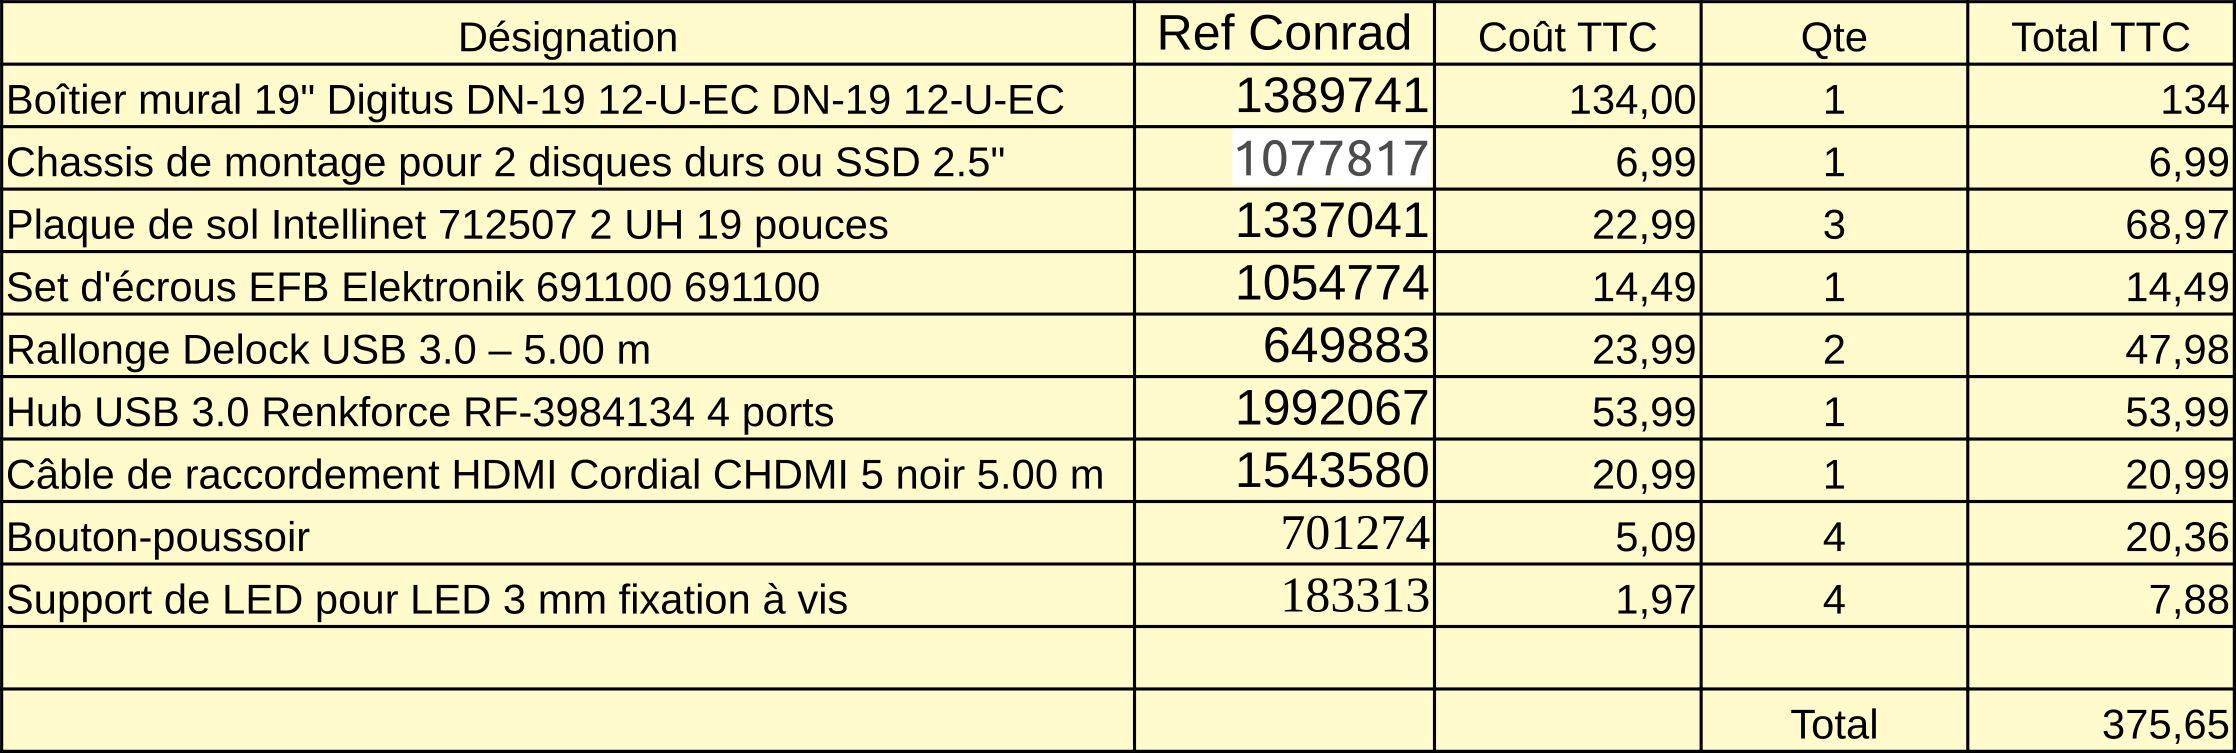 Désignation Ref Conrad Coût TTC Qte Total TTC
Boîtier mural 19" Digitus DN-19 12-U-EC DN-19 12-U-EC 1389741 134,00 1 134
Chassis de montage pour 2 disques durs ou SSD 2.5" 1077817 6,99 1 6,99
Plaque de sol Intellinet 712507 2 UH 19 pouces 1337041 22,99 3 68,97
Set d'écrous EFB Elektronik 691100 691100 1054774 14,49 1 14,49
Rallonge Delock USB 3.0 – 5.00 m 649883 23,99 2 47,98
Hub USB 3.0 Renkforce RF-3984134 4 ports 1992067 53,99 1 53,99
Câble de raccordement HDMI Cordial CHDMI 5 noir 5.00 m 1543580 20,99 1 20,99
Bouton-poussoir 701274 5,09 4 20,36
Support de LED pour LED 3 mm fixation à vis 183313 1,97 4 7,88
Total 375,65